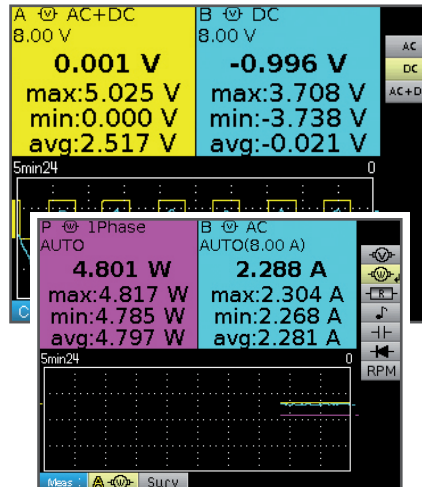 A V AC+DC
8.00 V
0.001 V
max:5.025 V
min:0.000 V
avg:2.517 V
B V DC
8.00 V
-0.996 V
max:3.708 V
min:-3.738 V
avg:-0.021 V
AC
DC
AC+D
5min24 0
C
P W 1Phase
AUTO
4.801 W
max:4.817 W
min:4.785 W
avg:4.797 W
B V AC
AUTO(8.00 A)
2.288 A
max:2.304 A
min:2.268 A
avg:2.281 A
V
W
R
RPM
5min24 0
Meas : A W Surv